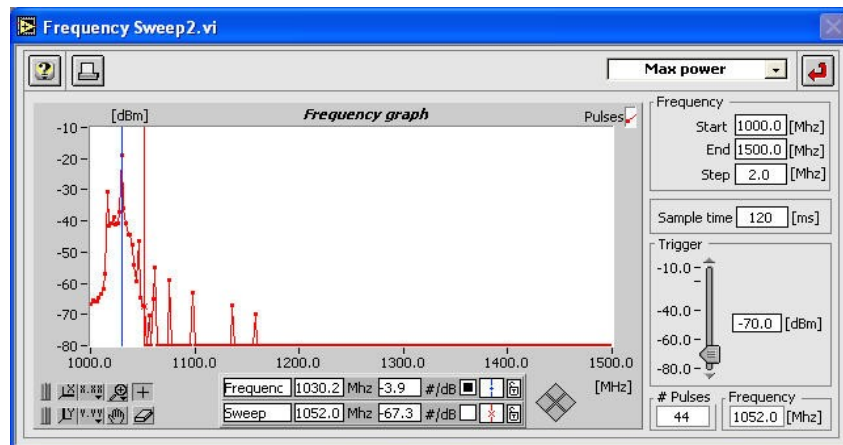 Frequency Sweep2.vi
Max power
[dBm] Frequency graph Pulses
-10
-20
-30
-40
-50
-60
-70
-80
1000.0 1100.0 1200.0 1300.0 1400.0 1500.0
[MHz]
Frequenc 1030.2 Mhz -3.9 #/dB
Sweep 1052.0 Mhz -67.3 #/dB
X X.XX
Y Y.YY
Frequency
Start 1000.0 [Mhz]
End 1500.0 [Mhz]
Step 2.0 [Mhz]
Sample time 120 [ms]
Trigger
-10.0
-40.0
-60.0
-80.0
-70.0 [dBm]
# Pulses
44
Frequency
1052.0 [Mhz]